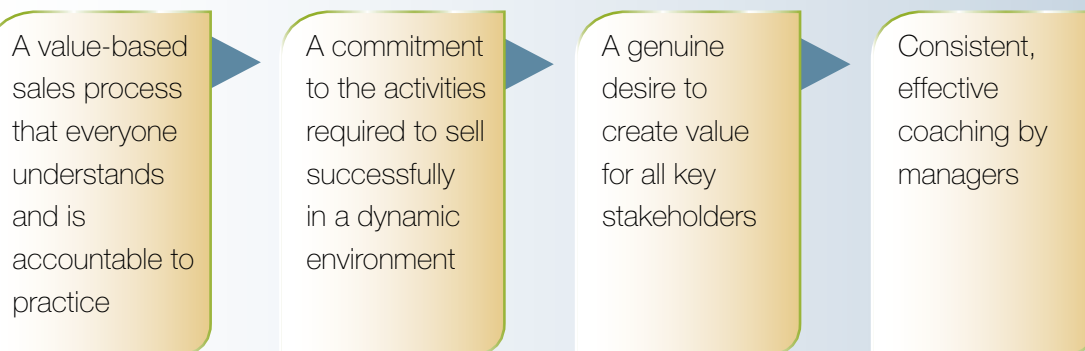 A value-based
sales process
that everyone
understands
and is
accountable to
practice
A commitment
to the activities
required to sell
successfully
in a dynamic
environment
A genuine
desire to
create value
for all key
stakeholders
Consistent,
effective
coaching by
managers